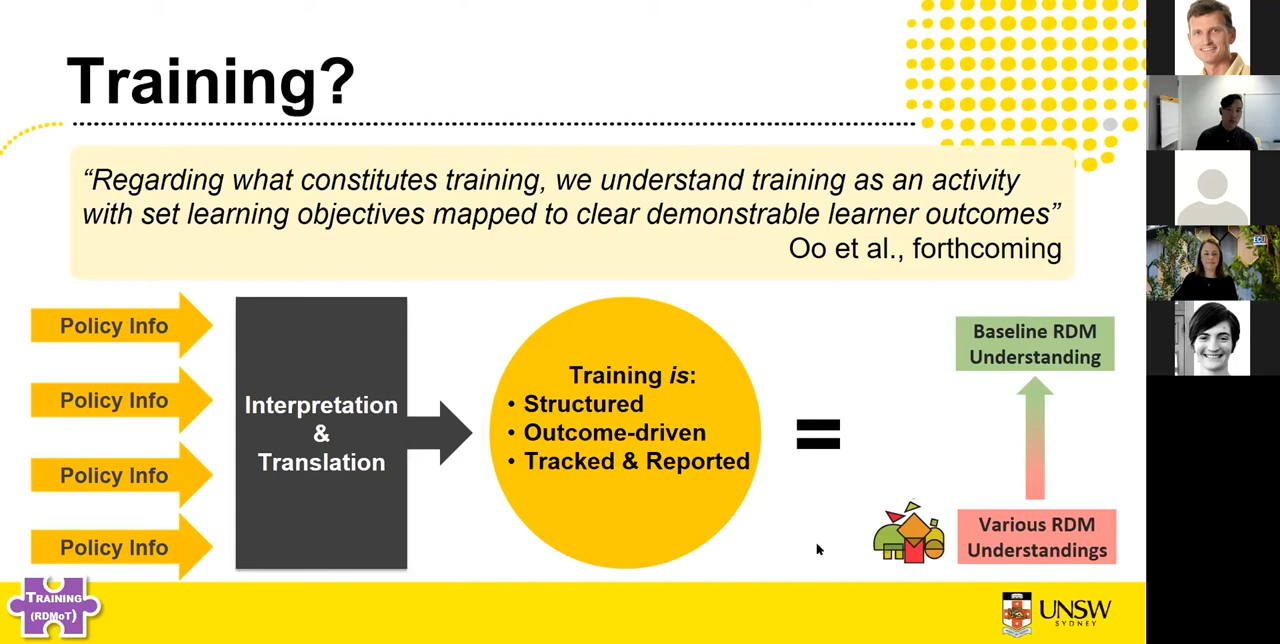 Training?
“Regarding what constitutes training, we understand training as an activity
with set learning objectives mapped to clear demonstrable learner outcomes”
Oo et al., forthcoming
Policy Info
Policy Info
Policy Info
Policy Info
Interpretation
&
Translation
Training is:
• Structured
• Outcome-driven
• Tracked & Reported
=
Baseline RDM
Understanding
Various RDM
Understandings
TRAINING
(RDMOT)
UNSW
SYDNEY
ECU